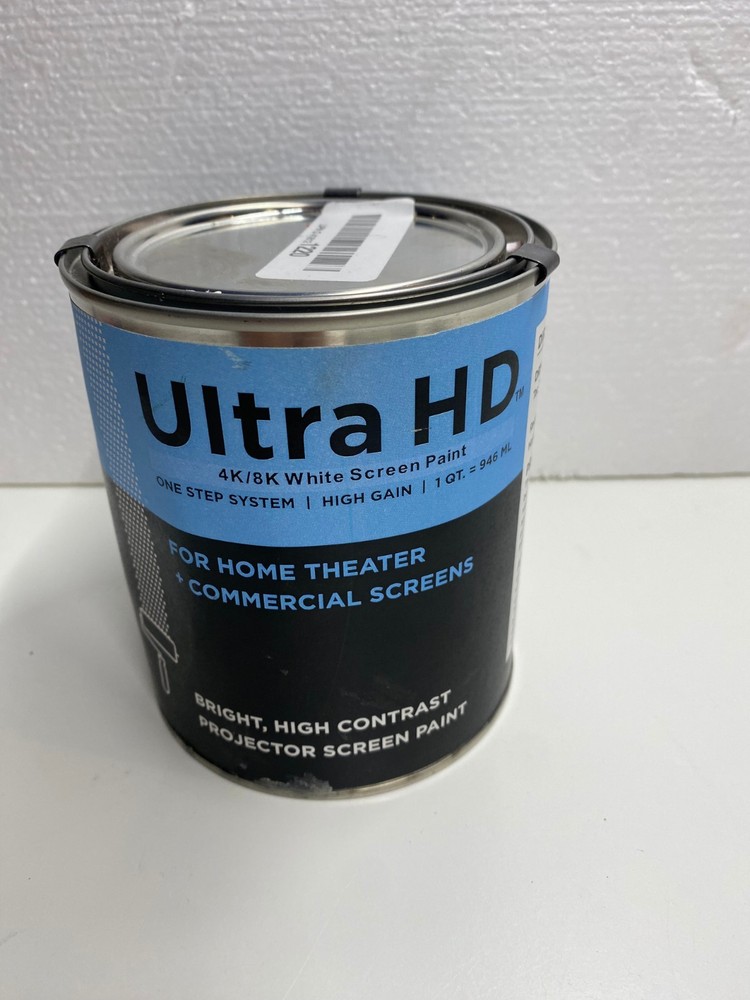 Ultra HD™
4K/8K White Screen Paint
ONE STEP SYSTEM | HIGH GAIN | 1 QT. = 946 ML
FOR HOME THEATER
+ COMMERCIAL SCREENS
BRIGHT, HIGH CONTRAST
PROJECTOR SCREEN PAINT